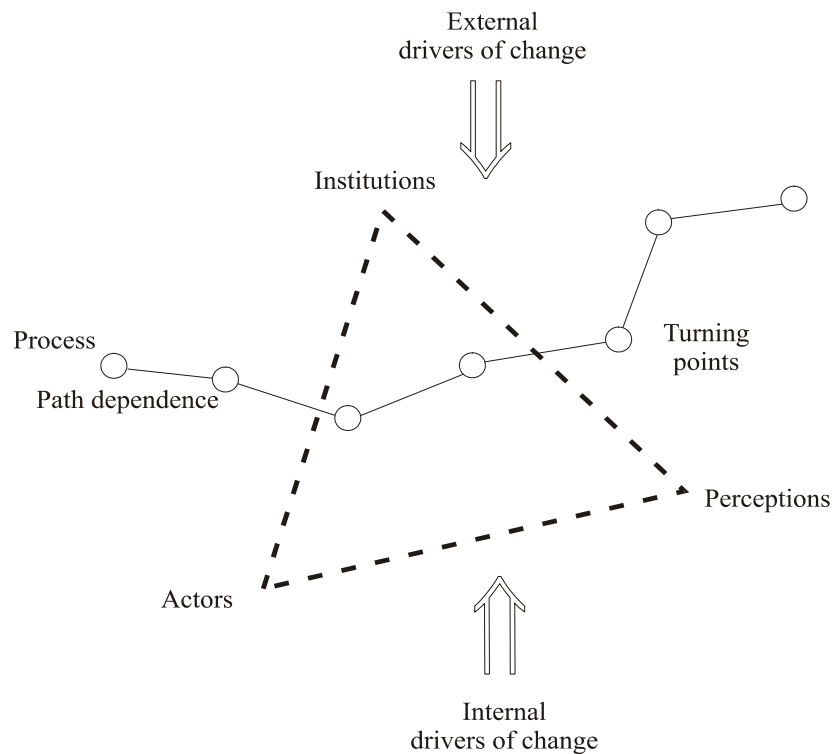 External
drivers of change
Institutions
Process
Path dependence
Turning
points
Perceptions
Actors
Internal
drivers of change